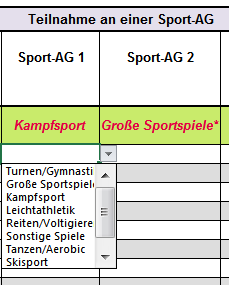 Teilnahme an einer Sport-AG
Sport-AG 1 Sport-AG 2
Kampfsport Große Sportspiele*
Turnen/Gymnasti
Große Sportspiele
Kampfsport
Leichtathletik
Reiten/Voltigiere
Sonstige Spiele
Tanzen/Aerobic
Skisport